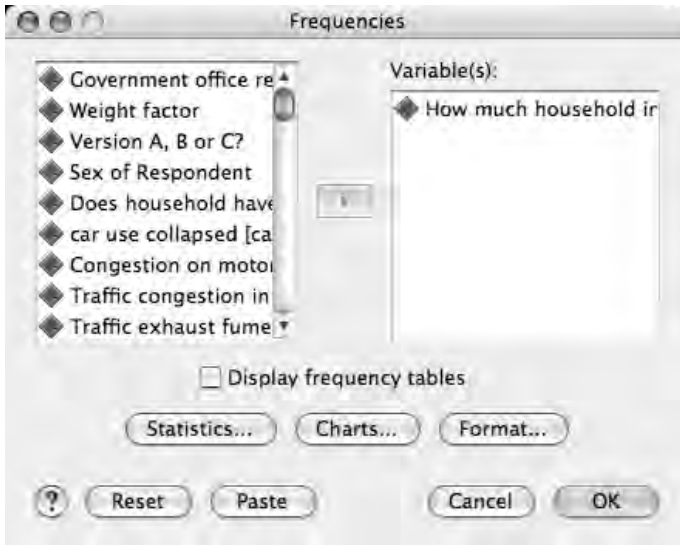 Frequencies
Government office re
Weight factor
Version A, B or C?
Sex of Respondent
Does household have
car use collapsed [ca
Congestion on motor
Traffic congestion in
Traffic exhaust fume
Variable(s):
How much household in
Display frequency tables
Statistics... Charts... Format...
? Reset Paste Cancel OK